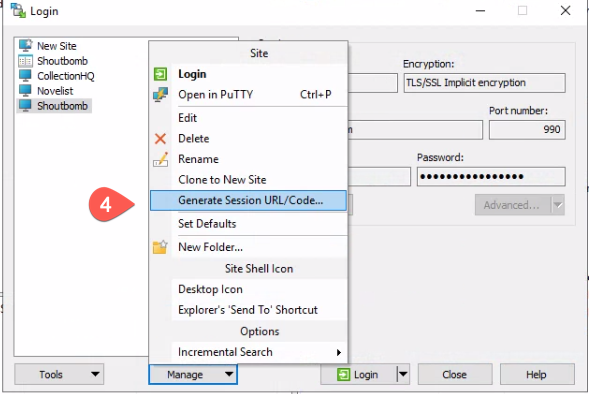 Login
New Site
Shoutbomb
CollectionHQ
Novelist
Shoutbomb
Site
Login
Open in PuTTY Ctrl+P
Edit
Delete
Rename
Clone to New Site
Generate Session URL/Code...
Set Defaults
New Folder...
Site Shell Icon
Desktop Icon
Explorer's 'Send To' Shortcut
Options
Incremental Search
4
Encryption:
TLS/SSL Implicit encryption
Port number:
990
Password:
••••••••••••••••
Advanced...
Tools
Manage
Login
Close
Help